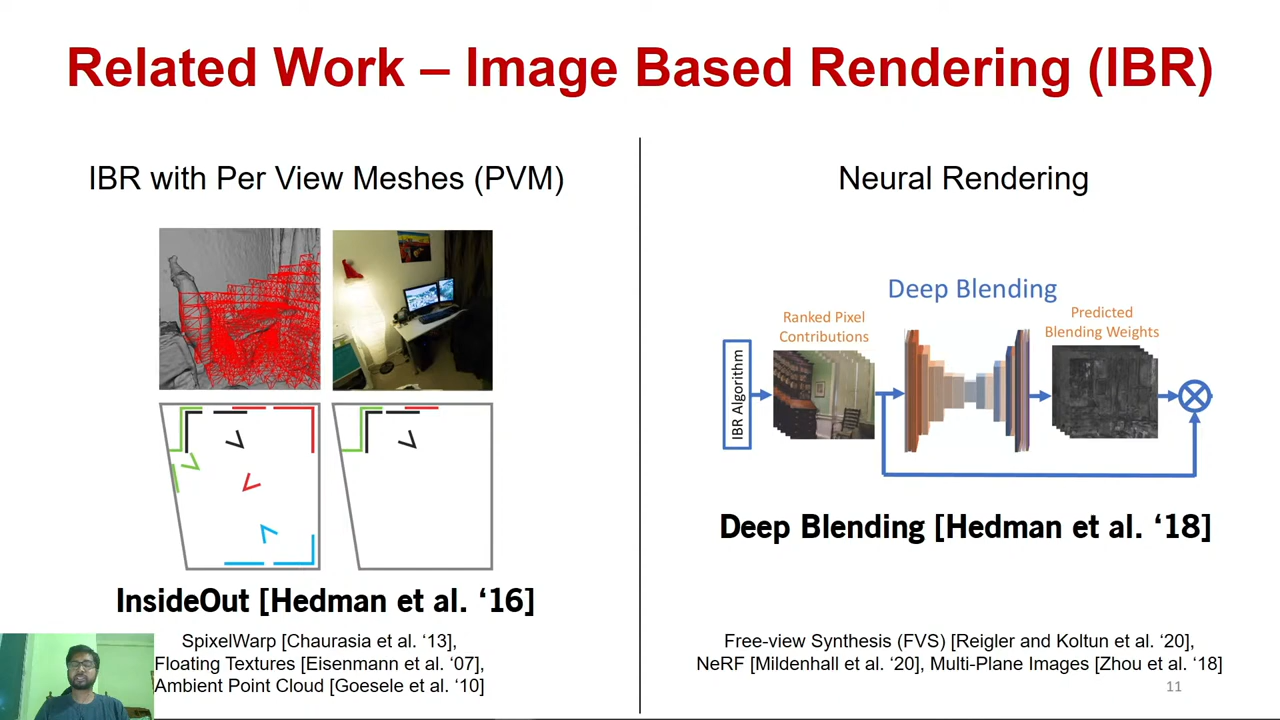 Related Work – Image Based Rendering (IBR)
IBR with Per View Meshes (PVM)
InsideOut [Hedman et al. ‘16]
SpixelWarp [Chaurasia et al. ‘13],
Floating Textures [Eisenmann et al. ‘07],
Ambient Point Cloud [Goesele et al. ‘10]
Neural Rendering
Deep Blending
IBR Algorithm
Ranked Pixel
Contributions
Predicted
Blending Weights
Deep Blending [Hedman et al. ‘18]
Free-view Synthesis (FVS) [Reigler and Koltun et al. ‘20],
NeRF [Mildenhall et al. ‘20], Multi-Plane Images [Zhou et al. ‘18]
11